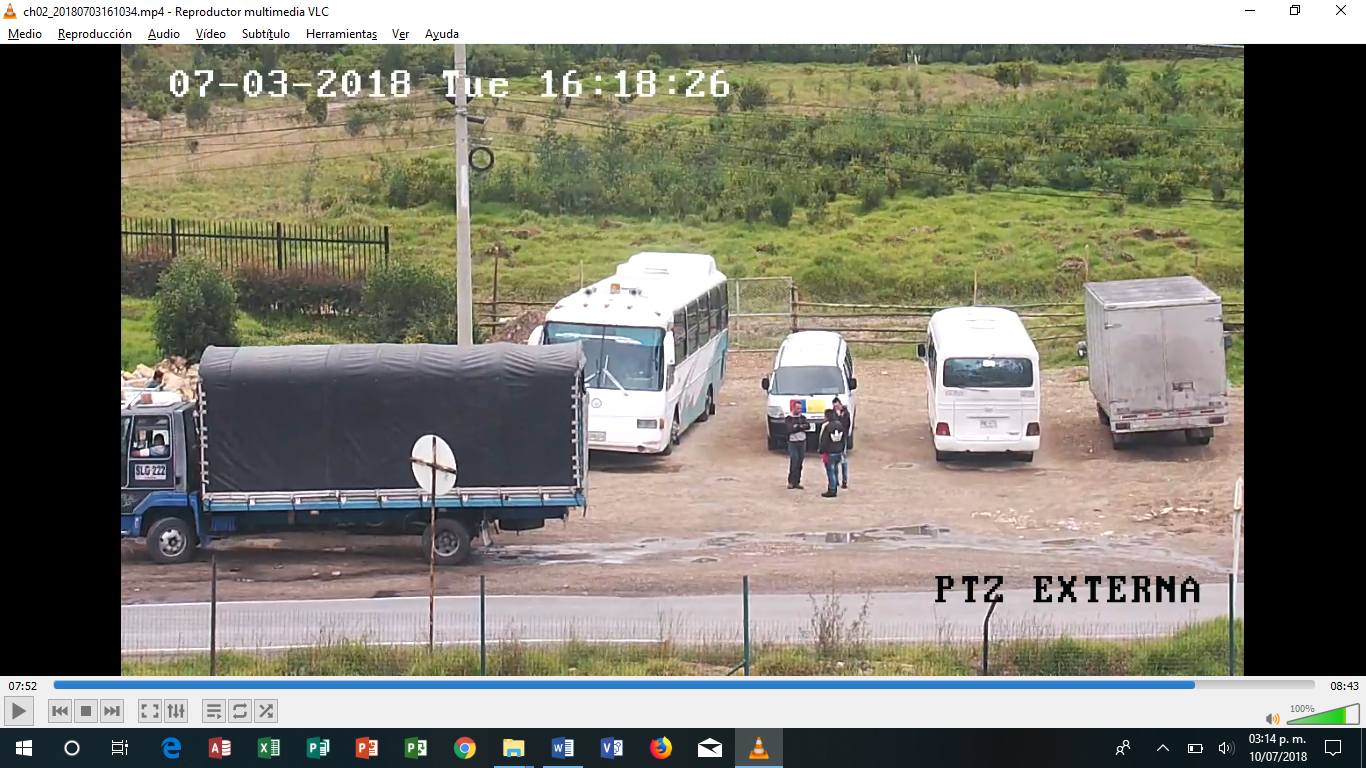 ch02_20180703161034.mp4 - Reproductor multimedia VLC
Medio Reproducción Audio Vídeo Subtítulo Herramientas Ver Ayuda
07-03-2018 Tue 16:18:26
SLG-222
PTZ EXTERNA
07:52
08:43
100%
03:14 p. m.
10/07/2018